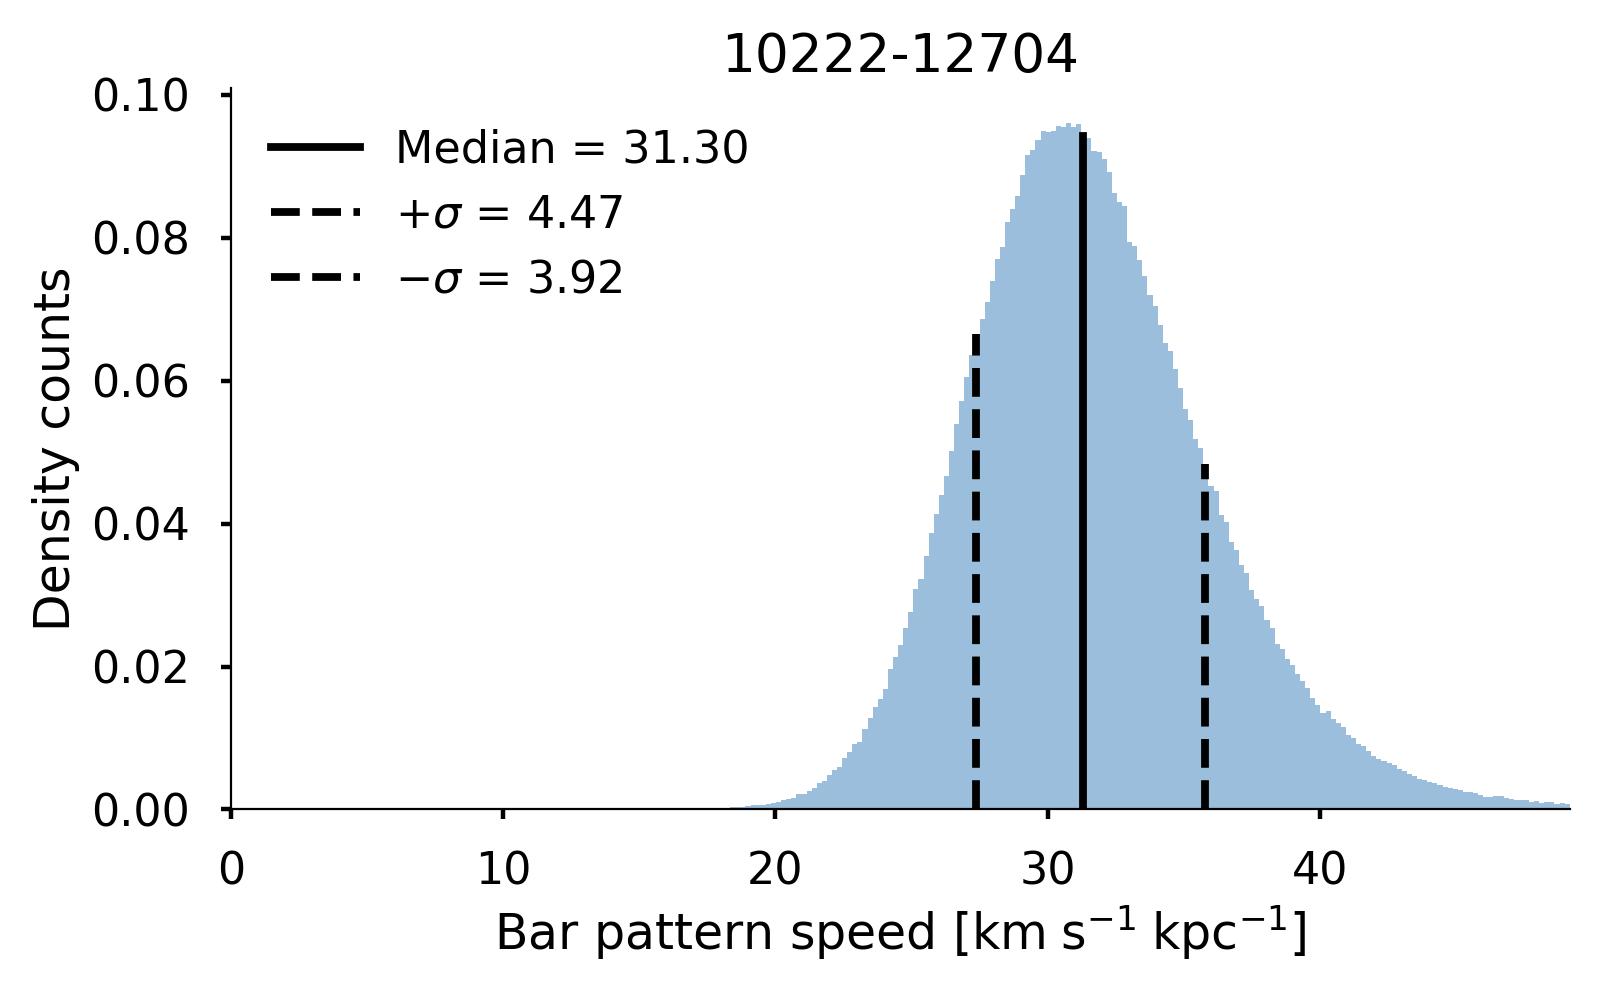 10222-12704
Median = 31.30
+σ = 4.47
−σ = 3.92
Density counts
0.10
0.08
0.06
0.04
0.02
0.00
0 10 20 30 40
Bar pattern speed [km s⁻¹ kpc⁻¹]